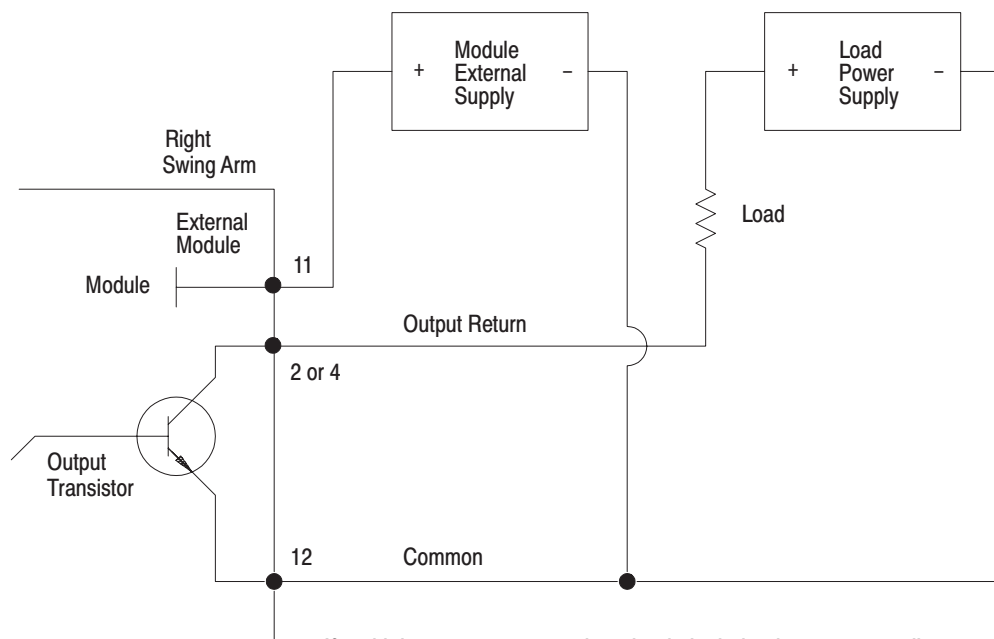 + Module External Supply −
+ Load Power Supply −
Right
Swing Arm
External
Module
Load
11
Module
Output Return
2 or 4
Output
Transistor
12
Common